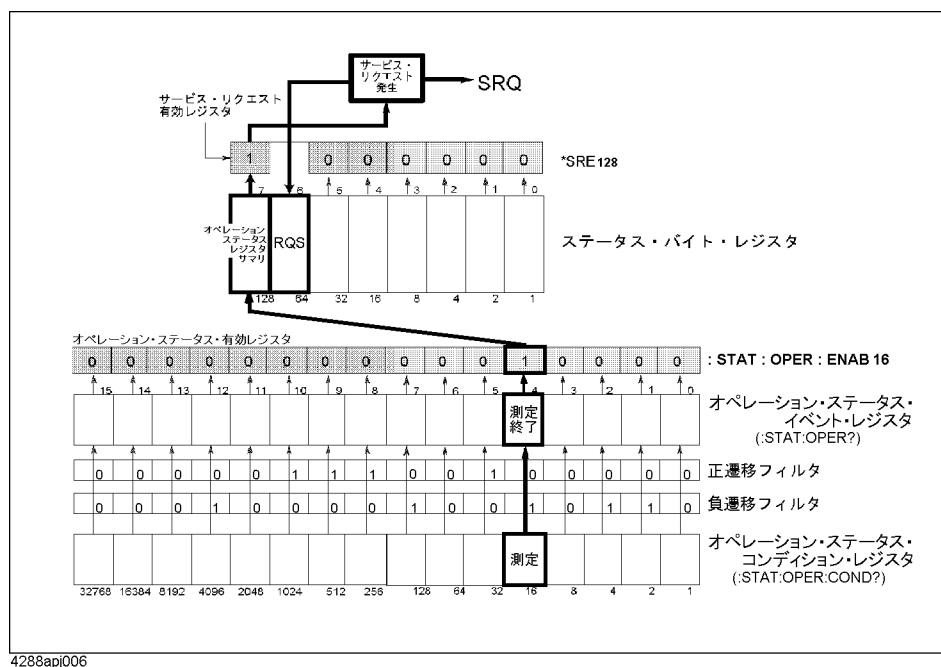 サービス・
リクエスト
発生
SRQ
サービス・リクエスト
有効レジスタ
1 0 0 0 0 0 0 0
*SRE128
7 6 5 4 3 2 1 0
オペレーション
ステータス
レジスタ
サマリ
RQS
ステータス・バイト・レジスタ
128 64 32 16 8 4 2 1
オペレーション・ステータス・有効レジスタ
0 0 0 0 0 0 0 0 0 0 0 1 0 0 0 0
: STAT : OPER : ENAB 16
15 14 13 12 11 10 9 8 7 6 5 4 3 2 1 0
測定
終了
オペレーション・ステータス・
イベント・レジスタ
(:STAT:OPER?)
0 0 0 0 0 1 1 1 0 0 1 0 0 0 0 0
正遷移フィルタ
0 0 0 1 0 0 0 0 1 0 0 1 0 1 1 0
負遷移フィルタ
測定
オペレーション・ステータス・
コンディション・レジスタ
(:STAT:OPER:COND?)
32768 16384 8192 4096 2048 1024 512 256 128 64 32 16 8 4 2 1
4288apj006